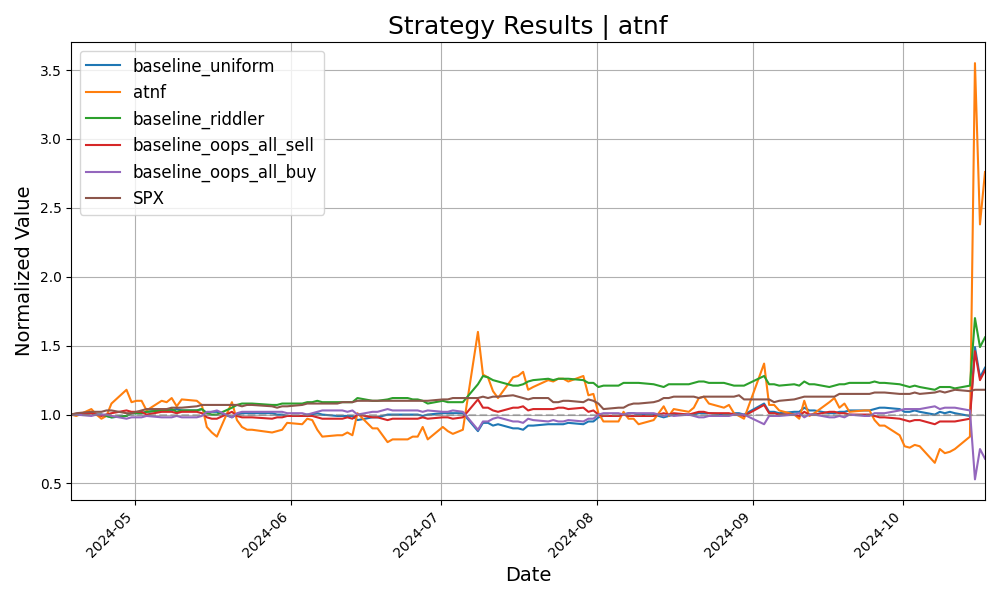 Strategy Results | atnf
baseline_uniform
atnf
baseline_riddler
baseline_oops_all_sell
baseline_oops_all_buy
SPX
Normalized Value
3.5
3.0
2.5
2.0
1.5
1.0
0.5
2024-05
2024-06
2024-07
2024-08
2024-09
2024-10
Date